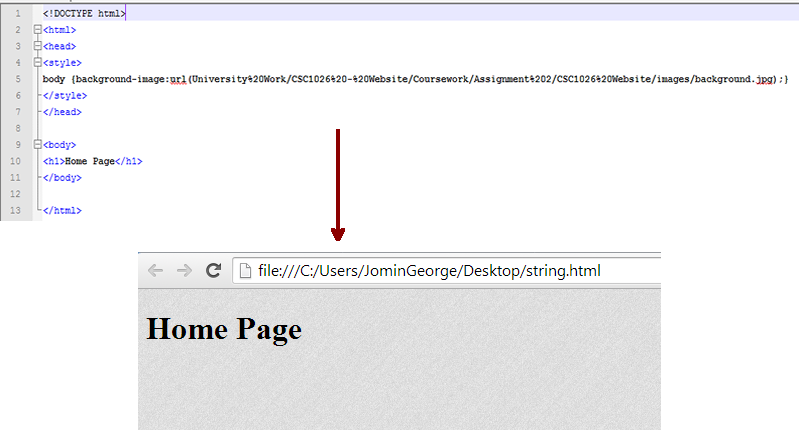 1 <!DOCTYPE html>
2 <html>
3 <head>
4 <style>
5 body {background-image:url(University%20Work/CSC1026%20-%20Website/Coursework/Assignment%202/CSC1026%20Website/images/background.jpg);}
6 </style>
7 </head>
8
9 <body>
10 <h1>Home Page</h1>
11 </body>
12
13 </html>
file:///C:/Users/JominGeorge/Desktop/string.html
Home Page